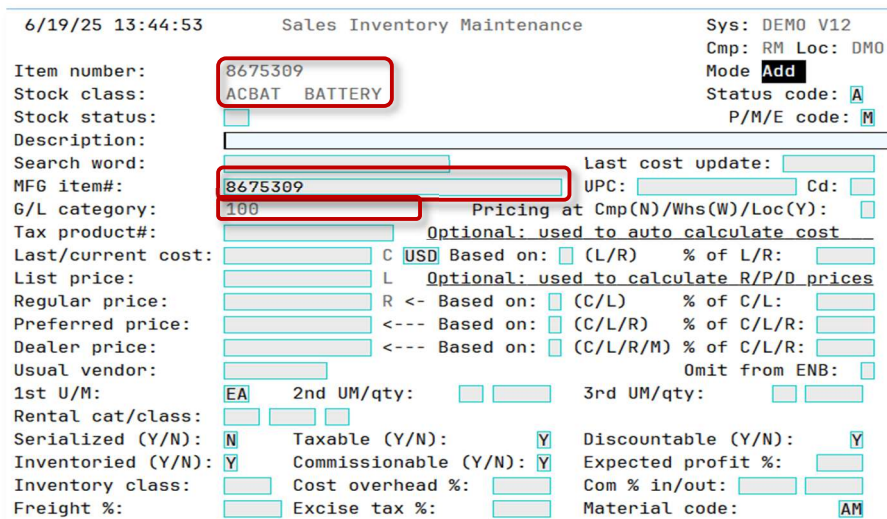 6/19/25 13:44:53 Sales Inventory Maintenance Sys: DEMO V12
Cmp: RM Loc: DMO
Item number: 8675309 Mode Add
Stock class: ACBAT BATTERY Status code: A
Stock status: P/M/E code: M
Description:
Search word: Last cost update:
MFG item#: 8675309 UPC: Cd:
G/L category: 100 Pricing at Cmp(N)/Whs(W)/Loc(Y):
Tax product#: Optional: used to auto calculate cost
Last/current cost: C USD Based on: (L/R) % of L/R:
List price: L Optional: used to calculate R/P/D prices
Regular price: R <- Based on: (C/L) % of C/L:
Preferred price: <--- Based on: (C/L/R) % of C/L/R:
Dealer price: <--- Based on: (C/L/R/M) % of C/L/R:
Usual vendor: Omit from ENB:
1st U/M: EA 2nd UM/qty: 3rd UM/qty:
Rental cat/class:
Serialized (Y/N): N Taxable (Y/N): Y Discountable (Y/N): Y
Inventoried (Y/N): Y Commissionable (Y/N): Y Expected profit %:
Inventory class: Cost overhead %: Com % in/out:
Freight %: Excise tax %: Material code: AM